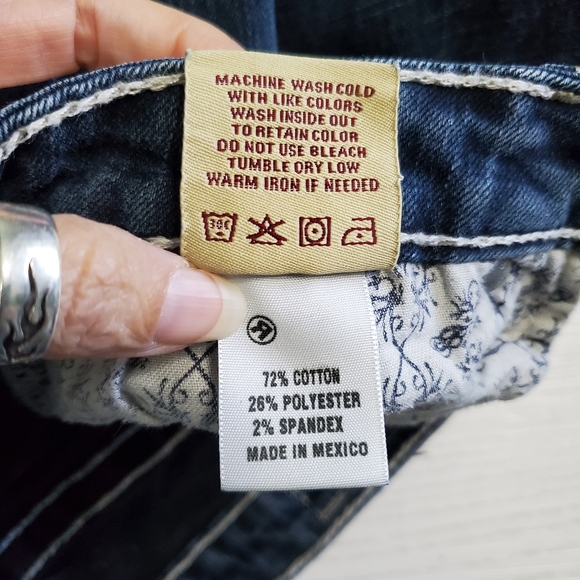 MACHINE WASH COLD
WITH LIKE COLORS
WASH INSIDE OUT
TO RETAIN COLOR
DO NOT USE BLEACH
TUMBLE DRY LOW
WARM IRON IF NEEDED
30C
®
72% COTTON
26% POLYESTER
2% SPANDEX
MADE IN MEXICO